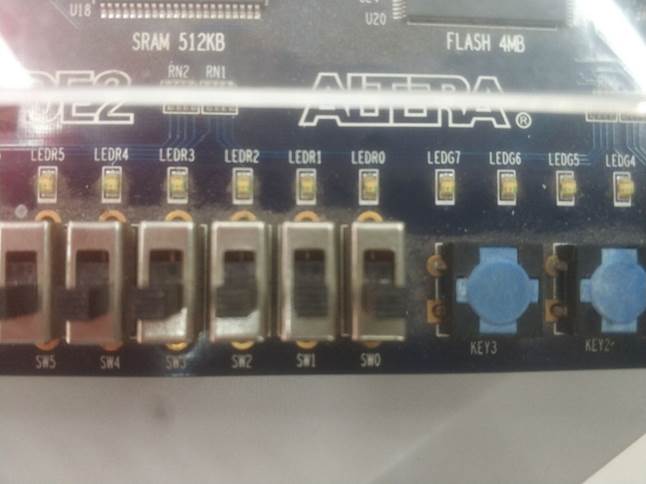 U18
U20
SRAM 512KB
FLASH 4MB
RN2 RN1
DE2
ALTERA ®
LEDR5 LEDR4 LEDR3 LEDR2 LEDR1 LEDR0 LEDG7 LEDG6 LEDG5 LEDG4
SW5 SW4 SW3 SW2 SW1 SW0 KEY3 KEY2